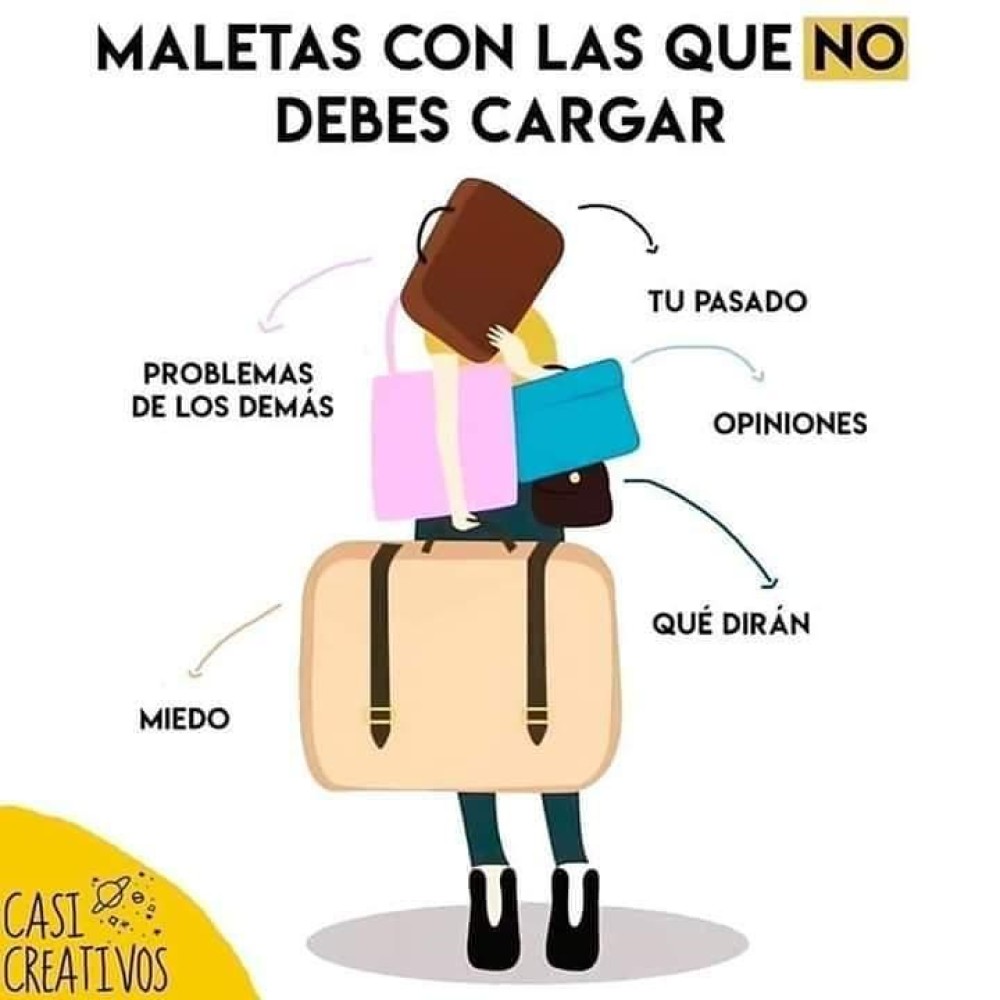 MALETAS CON LAS QUE NO
DEBES CARGAR
TU PASADO
PROBLEMAS
DE LOS DEMÁS
OPINIONES
QUÉ DIRÁN
MIEDO
CASI
CREATIVOS